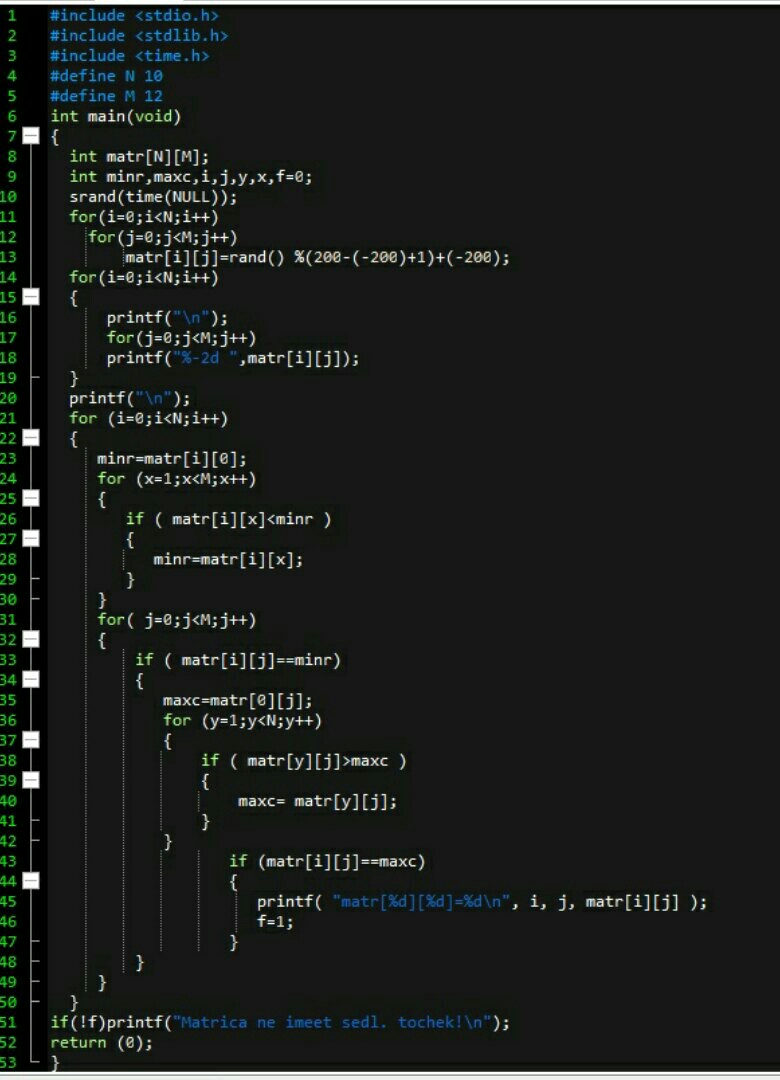 1 #include <stdio.h>
2 #include <stdlib.h>
3 #include <time.h>
4 #define N 10
5 #define M 12
6 int main(void)
7 {
8 int matr[N][M];
9 int minr,maxc,i,j,y,x,f=0;
10 srand(time(NULL));
11 for(i=0;i<N;i++)
12 for(j=0;j<M;j++)
13 matr[i][j]=rand() %(200-(-200)+1)+(-200);
14 for(i=0;i<N;i++)
15 {
16 printf("\n");
17 for(j=0;j<M;j++)
18 printf("%-2d ",matr[i][j]);
19 }
20 printf("\n");
21 for (i=0;i<N;i++)
22 {
23 minr=matr[i][0];
24 for (x=1;x<M;x++)
25 {
26 if ( matr[i][x]<minr )
27 {
28 minr=matr[i][x];
29 }
30 }
31 for( j=0;j<M;j++)
32 {
33 if ( matr[i][j]==minr)
34 {
35 maxc=matr[0][j];
36 for (y=1;y<N;y++)
37 {
38 if ( matr[y][j]>maxc )
39 {
40 maxc= matr[y][j];
41 }
42 }
43 if (matr[i][j]==maxc)
44 {
45 printf( "matr[%d][%d]=%d\n", i, j, matr[i][j] );
46 f=1;
47 }
48 }
49 }
50 }
51 if(!f)printf("Matrica ne imeet sedl. tochek!\n");
52 return (0);
53 }